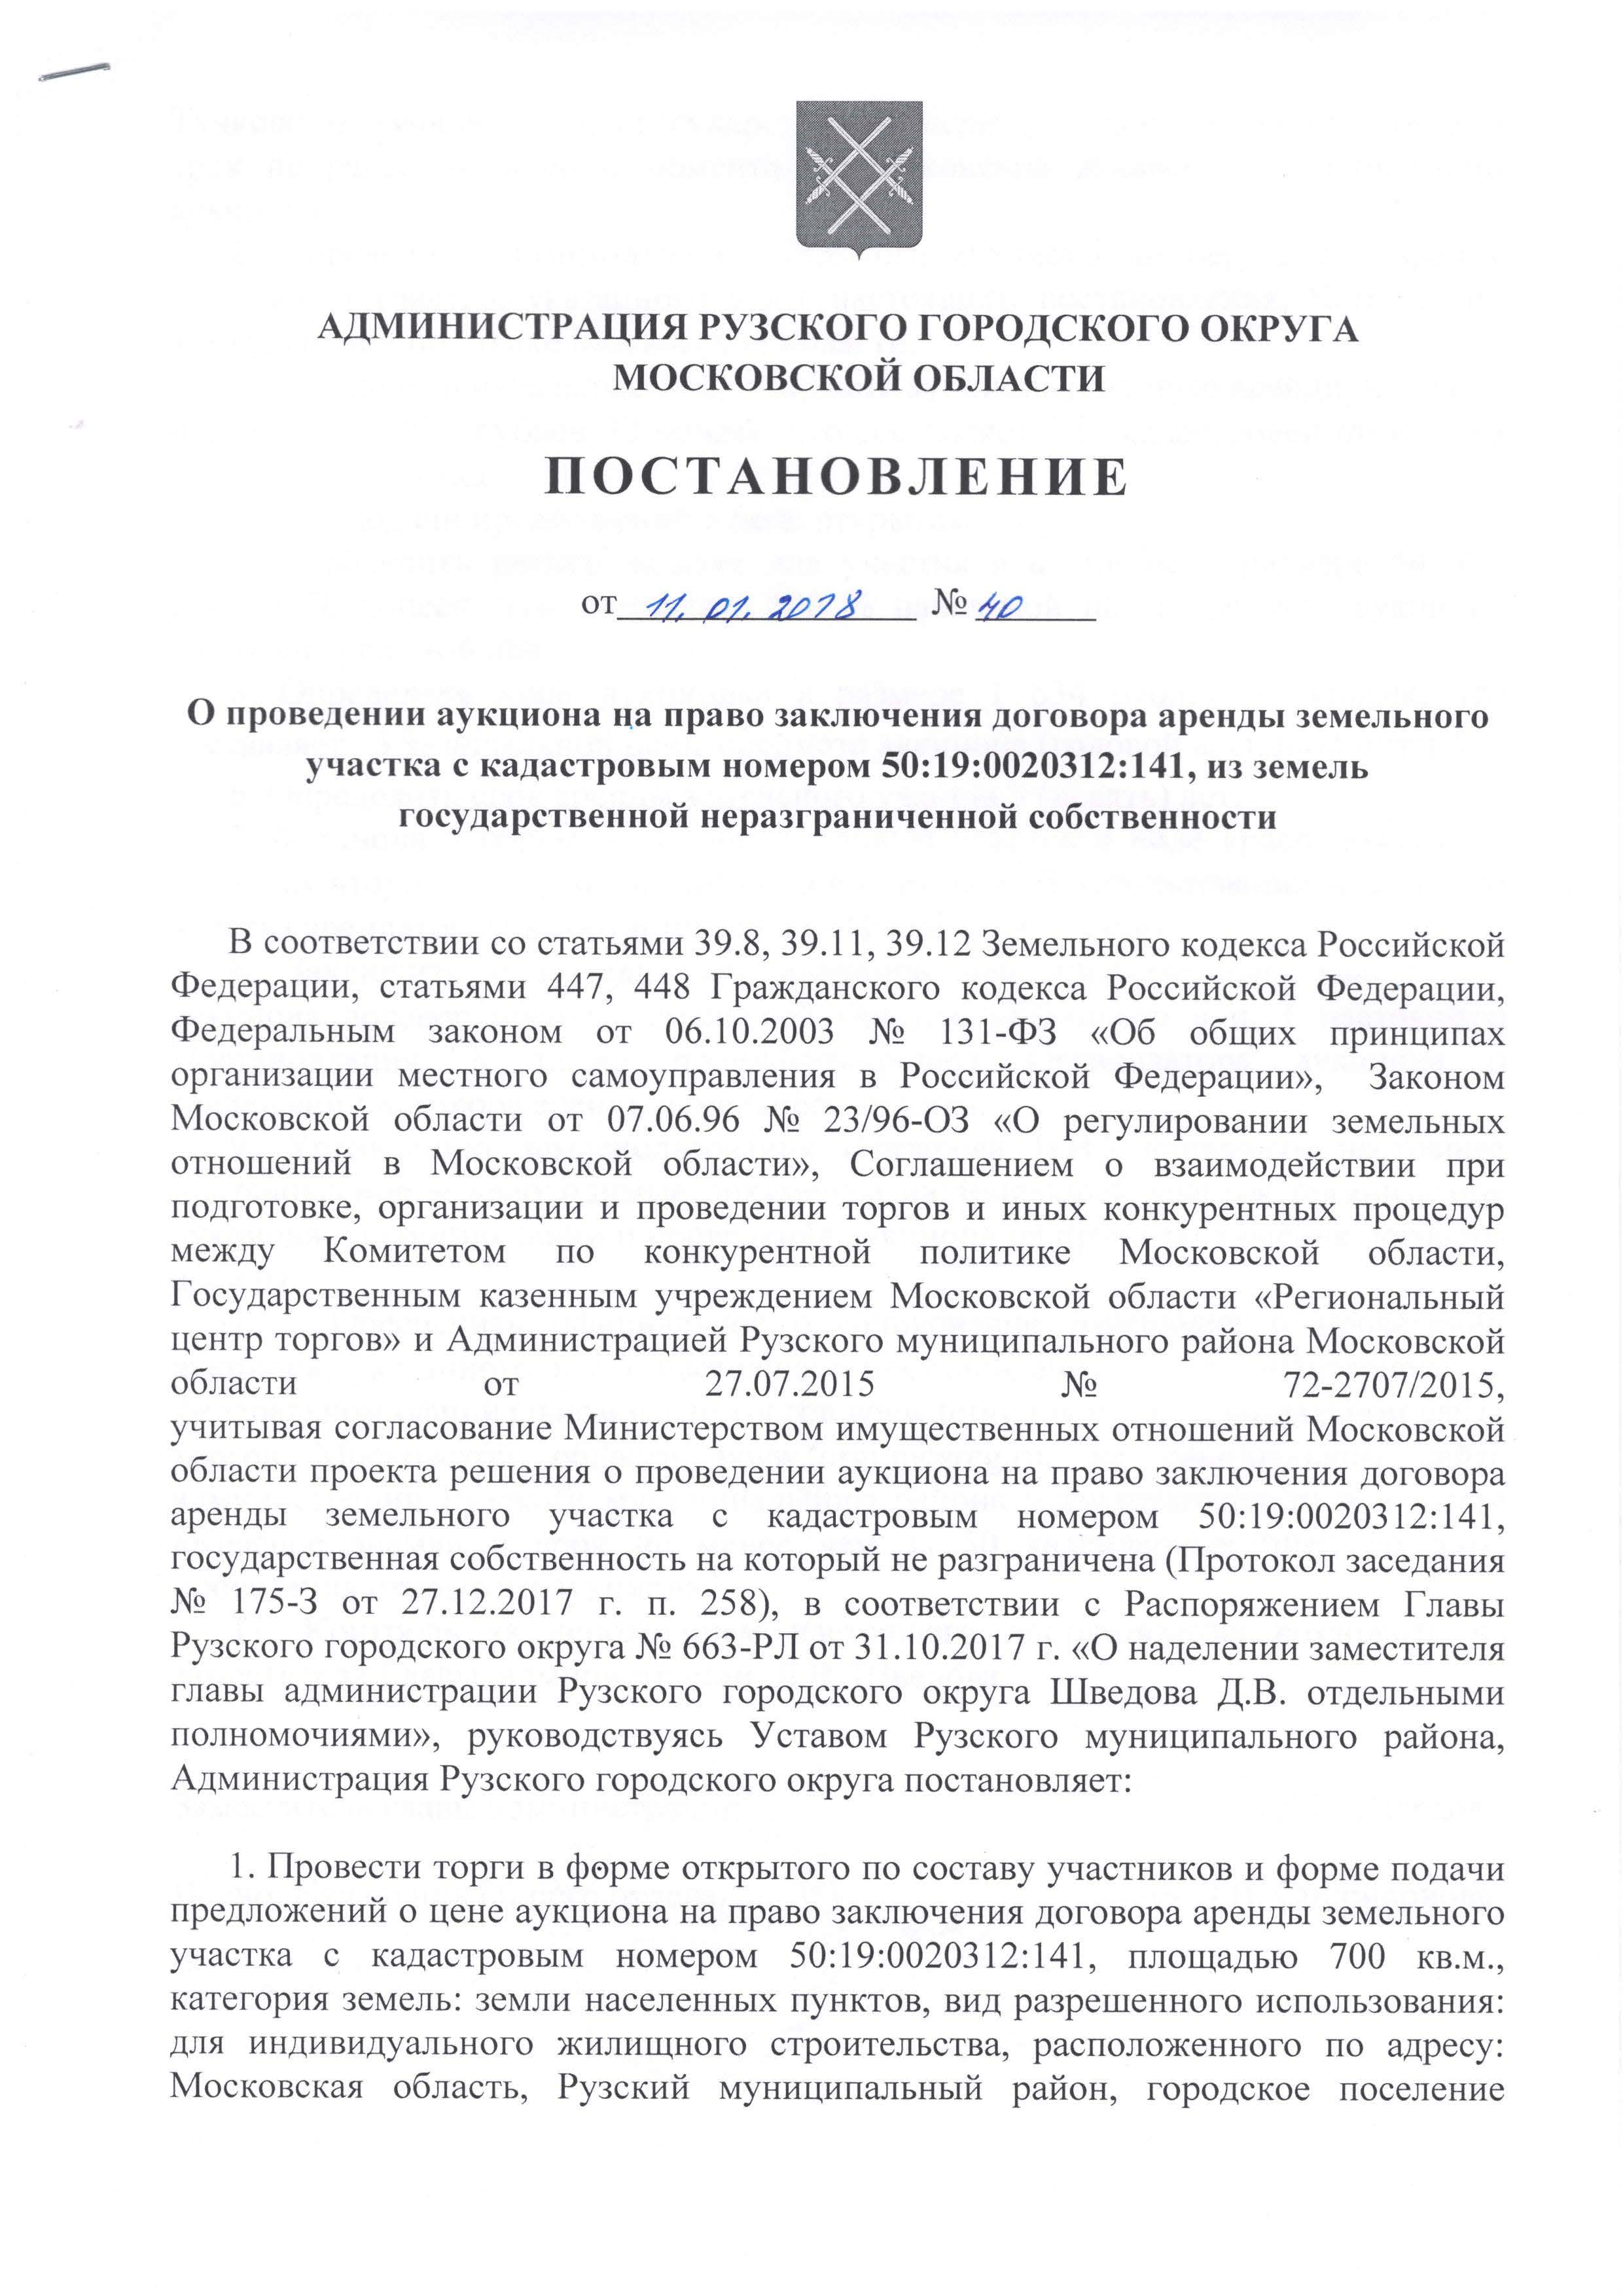 АДМИНИСТРАЦИЯ РУЗСКОГО ГОРОДСКОГО ОКРУГА
МОСКОВСКОЙ ОБЛАСТИ
ПОСТАНОВЛЕНИЕ
от 11.01.2018 № 40
О проведении аукциона на право заключения договора аренды земельного
участка с кадастровым номером 50:19:0020312:141, из земель
государственной неразграниченной собственности
В соответствии со статьями 39.8, 39.11, 39.12 Земельного кодекса Российской
Федерации, статьями 447, 448 Гражданского кодекса Российской Федерации,
Федеральным законом от 06.10.2003 № 131-ФЗ «Об общих принципах
организации местного самоуправления в Российской Федерации», Законом
Московской области от 07.06.96 № 23/96-ОЗ «О регулировании земельных
отношений в Московской области», Соглашением о взаимодействии при
подготовке, организации и проведении торгов и иных конкурентных процедур
между Комитетом по конкурентной политике Московской области,
Государственным казенным учреждением Московской области «Региональный
центр торгов» и Администрацией Рузского муниципального района Московской
области от 27.07.2015 № 72-2707/2015,
учитывая согласование Министерством имущественных отношений Московской
области проекта решения о проведении аукциона на право заключения договора
аренды земельного участка с кадастровым номером 50:19:0020312:141,
государственная собственность на который не разграничена (Протокол заседания
№ 175-З от 27.12.2017 г. п. 258), в соответствии с Распоряжением Главы
Рузского городского округа № 663-РЛ от 31.10.2017 г. «О наделении заместителя
главы администрации Рузского городского округа Шведова Д.В. отдельными
полномочиями», руководствуясь Уставом Рузского муниципального района,
Администрация Рузского городского округа постановляет:
1. Провести торги в форме открытого по составу участников и форме подачи
предложений о цене аукциона на право заключения договора аренды земельного
участка с кадастровым номером 50:19:0020312:141, площадью 700 кв.м.,
категория земель: земли населенных пунктов, вид разрешенного использования:
для индивидуального жилищного строительства, расположенного по адресу:
Московская область, Рузский муниципальный район, городское поселение